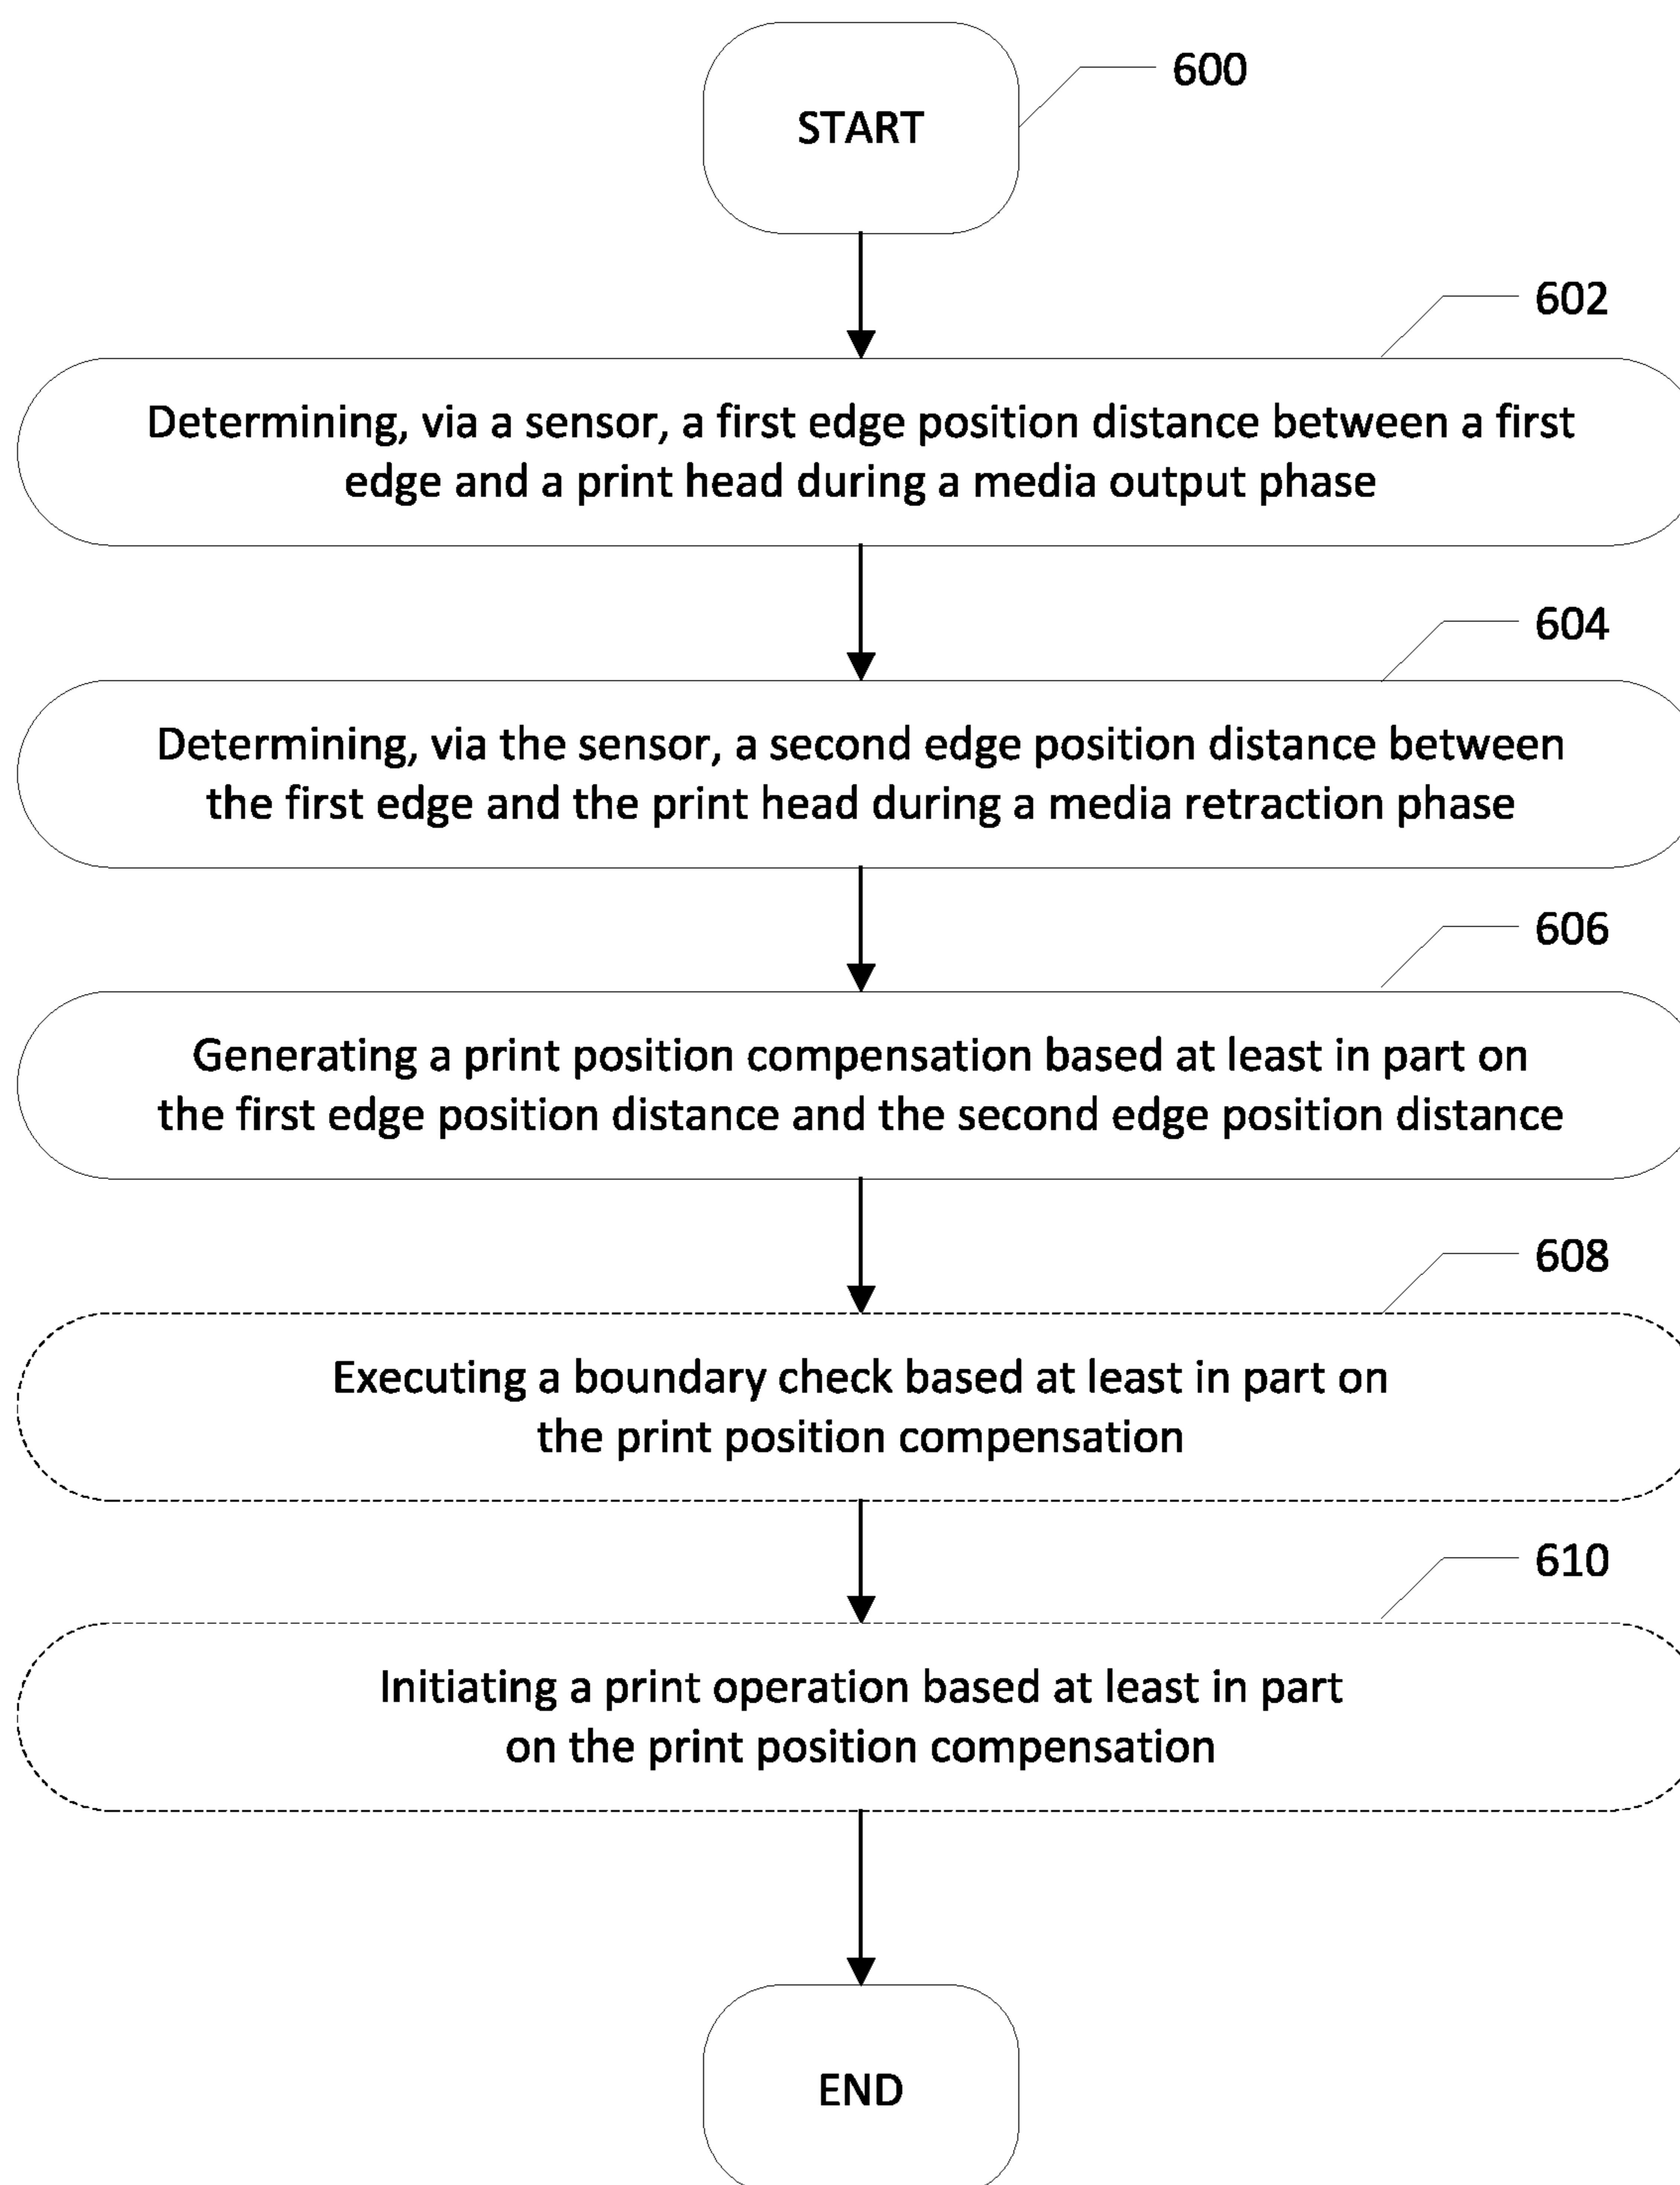 START
600
602
Determining, via a sensor, a first edge position distance between a first
edge and a print head during a media output phase
604
Determining, via the sensor, a second edge position distance between
the first edge and the print head during a media retraction phase
606
Generating a print position compensation based at least in part on
the first edge position distance and the second edge position distance
608
Executing a boundary check based at least in part on
the print position compensation
610
Initiating a print operation based at least in part
on the print position compensation
END